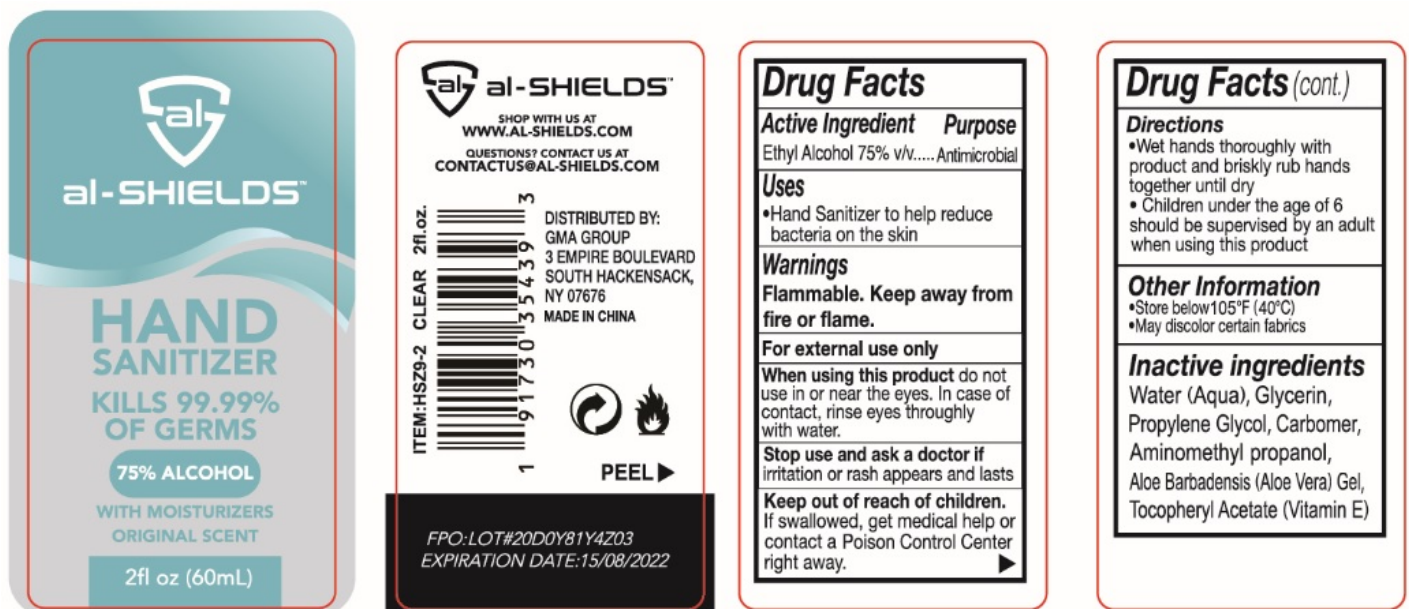 al
al-SHIELDS™
HAND
SANITIZER
KILLS 99.99%
OF GERMS
75% ALCOHOL
WITH MOISTURIZERS
ORIGINAL SCENT
2fl oz (60mL)
al
al-SHIELDS™
SHOP WITH US AT
WWW.AL-SHIELDS.COM
QUESTIONS? CONTACT US AT
CONTACTUS@AL-SHIELDS.COM
ITEM:HSZ9-2 CLEAR 2fl.oz.
1 91730 35439 3
DISTRIBUTED BY:
GMA GROUP
3 EMPIRE BOULEVARD
SOUTH HACKENSACK,
NY 07676
MADE IN CHINA
PEEL ▶
FPO:LOT#20D0Y81Y4Z03
EXPIRATION DATE:15/08/2022
Drug Facts
Active Ingredient Purpose
Ethyl Alcohol 75% v/v.....Antimicrobial
Uses
•Hand Sanitizer to help reduce
bacteria on the skin
Warnings
Flammable. Keep away from
fire or flame.
For external use only
When using this product do not
use in or near the eyes. In case of
contact, rinse eyes throughly
with water.
Stop use and ask a doctor if
irritation or rash appears and lasts
Keep out of reach of children.
If swallowed, get medical help or
contact a Poison Control Center
right away. ▶
Drug Facts (cont.)
Directions
•Wet hands thoroughly with
product and briskly rub hands
together until dry
• Children under the age of 6
should be supervised by an adult
when using this product
Other Information
•Store below105°F (40°C)
•May discolor certain fabrics
Inactive ingredients
Water (Aqua), Glycerin,
Propylene Glycol, Carbomer,
Aminomethyl propanol,
Aloe Barbadensis (Aloe Vera) Gel,
Tocopheryl Acetate (Vitamin E)